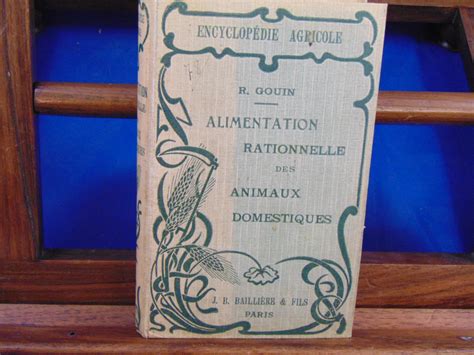 ENCYCLOPÉDIE AGRICOLE
R. GOUIN
ALIMENTATION
RATIONNELLE
DES
ANIMAUX
DOMESTIQUES
J. B. BAILLIÈRE & FILS
PARIS